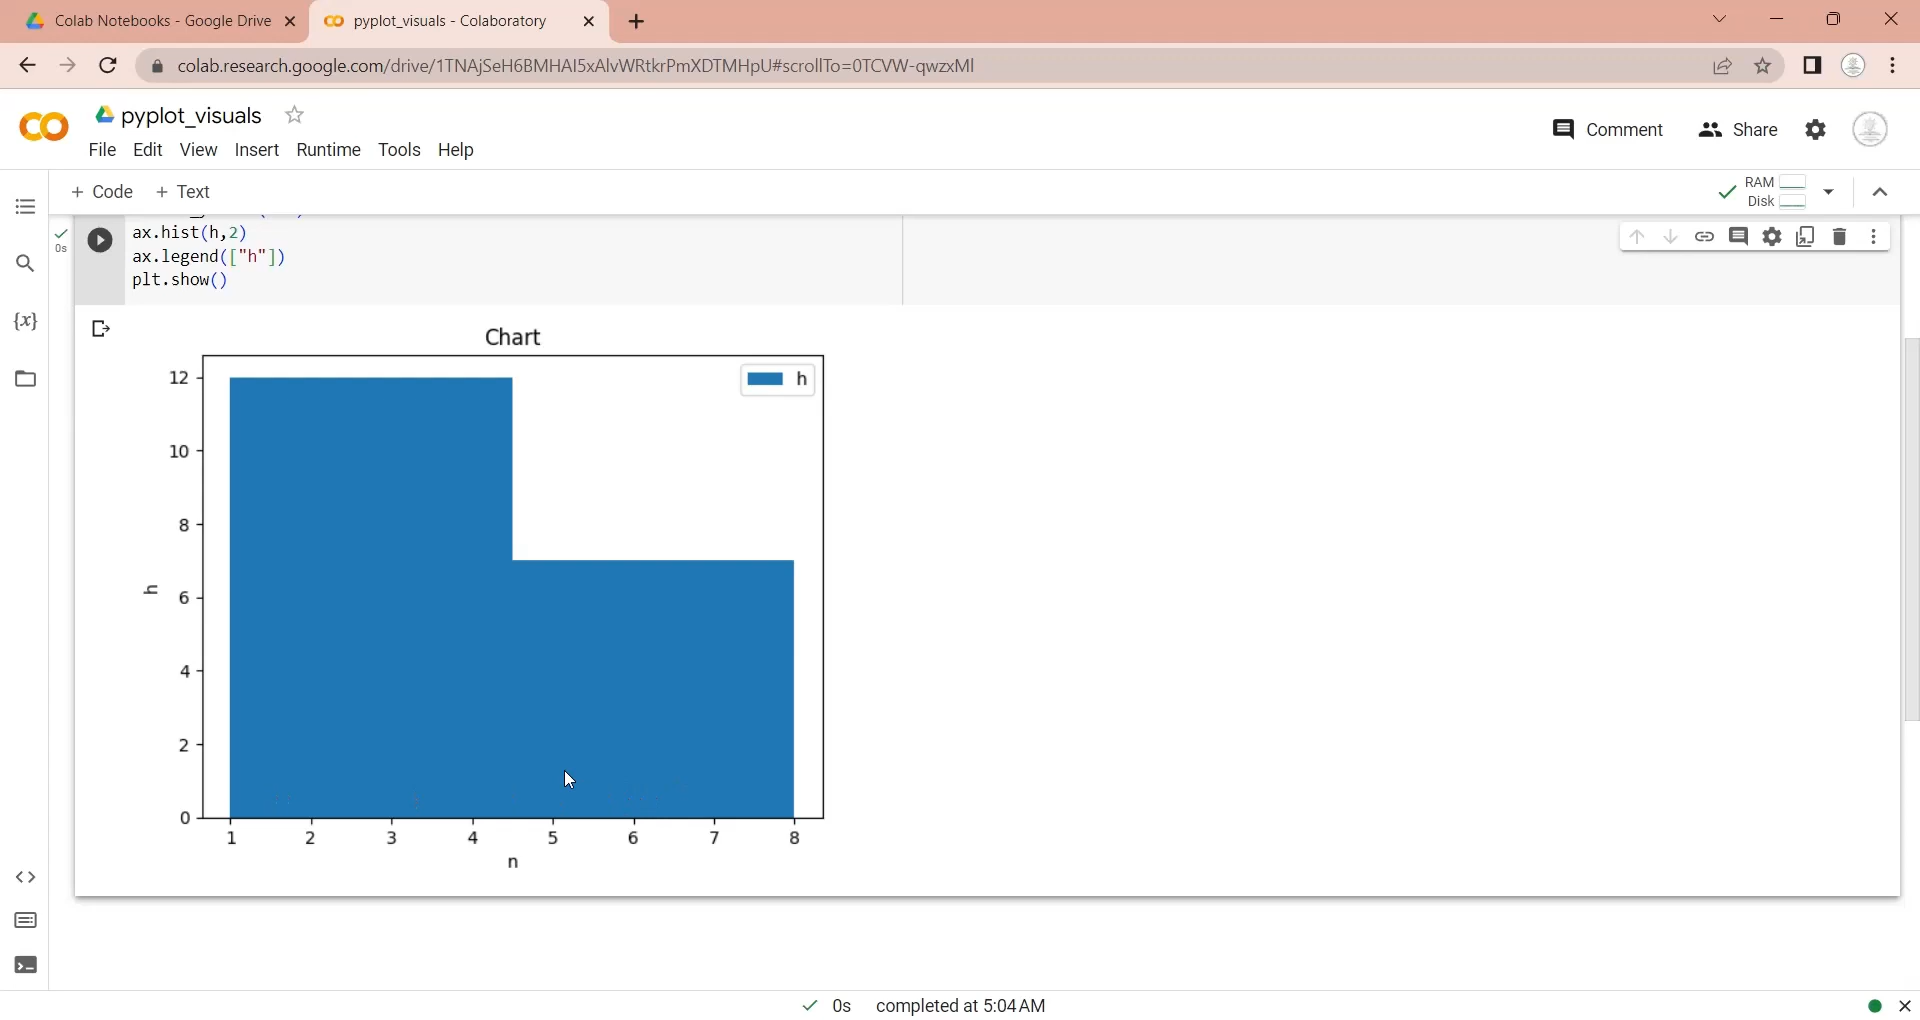 Colab Notebooks - Google Drive
pyplot_visuals - Colaboratory
colab.research.google.com/drive/1TNAjSeH6BMHAI5xAlvWRtkrPmXDTMHpU#scrollTo=0TCVW-qwzxMl
pyplot_visuals
File Edit View Insert Runtime Tools Help
Comment
Share
+ Code + Text
RAM
Disk
0s
ax.hist(h,2)
ax.legend(["h"])
plt.show()
{x}
Chart
h
12
10
8
6
4
2
0
h
1 2 3 4 5 6 7 8
n
0s completed at 5:04 AM